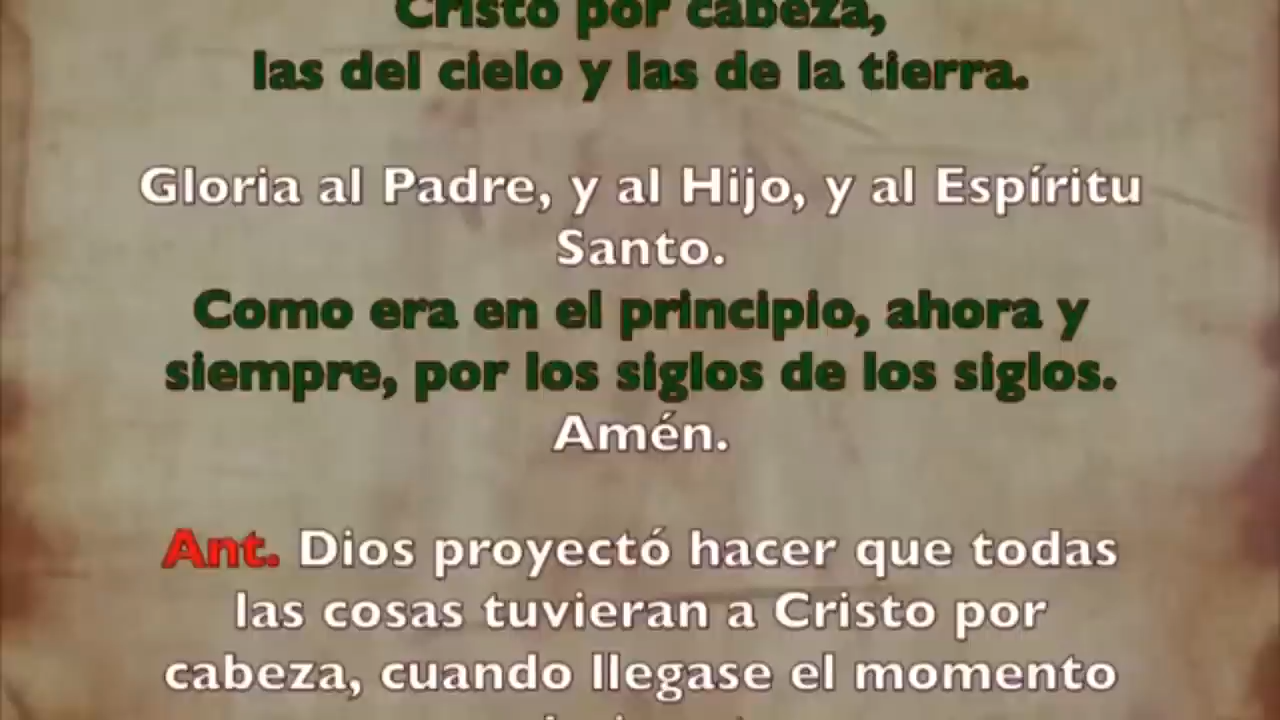 Cristo por cabeza,
las del cielo y las de la tierra.
Gloria al Padre, y al Hijo, y al Espíritu
Santo.
Como era en el principio, ahora y
siempre, por los siglos de los siglos.
Amén.
Ant. Dios proyectó hacer que todas
las cosas tuvieran a Cristo por
cabeza, cuando llegase el momento